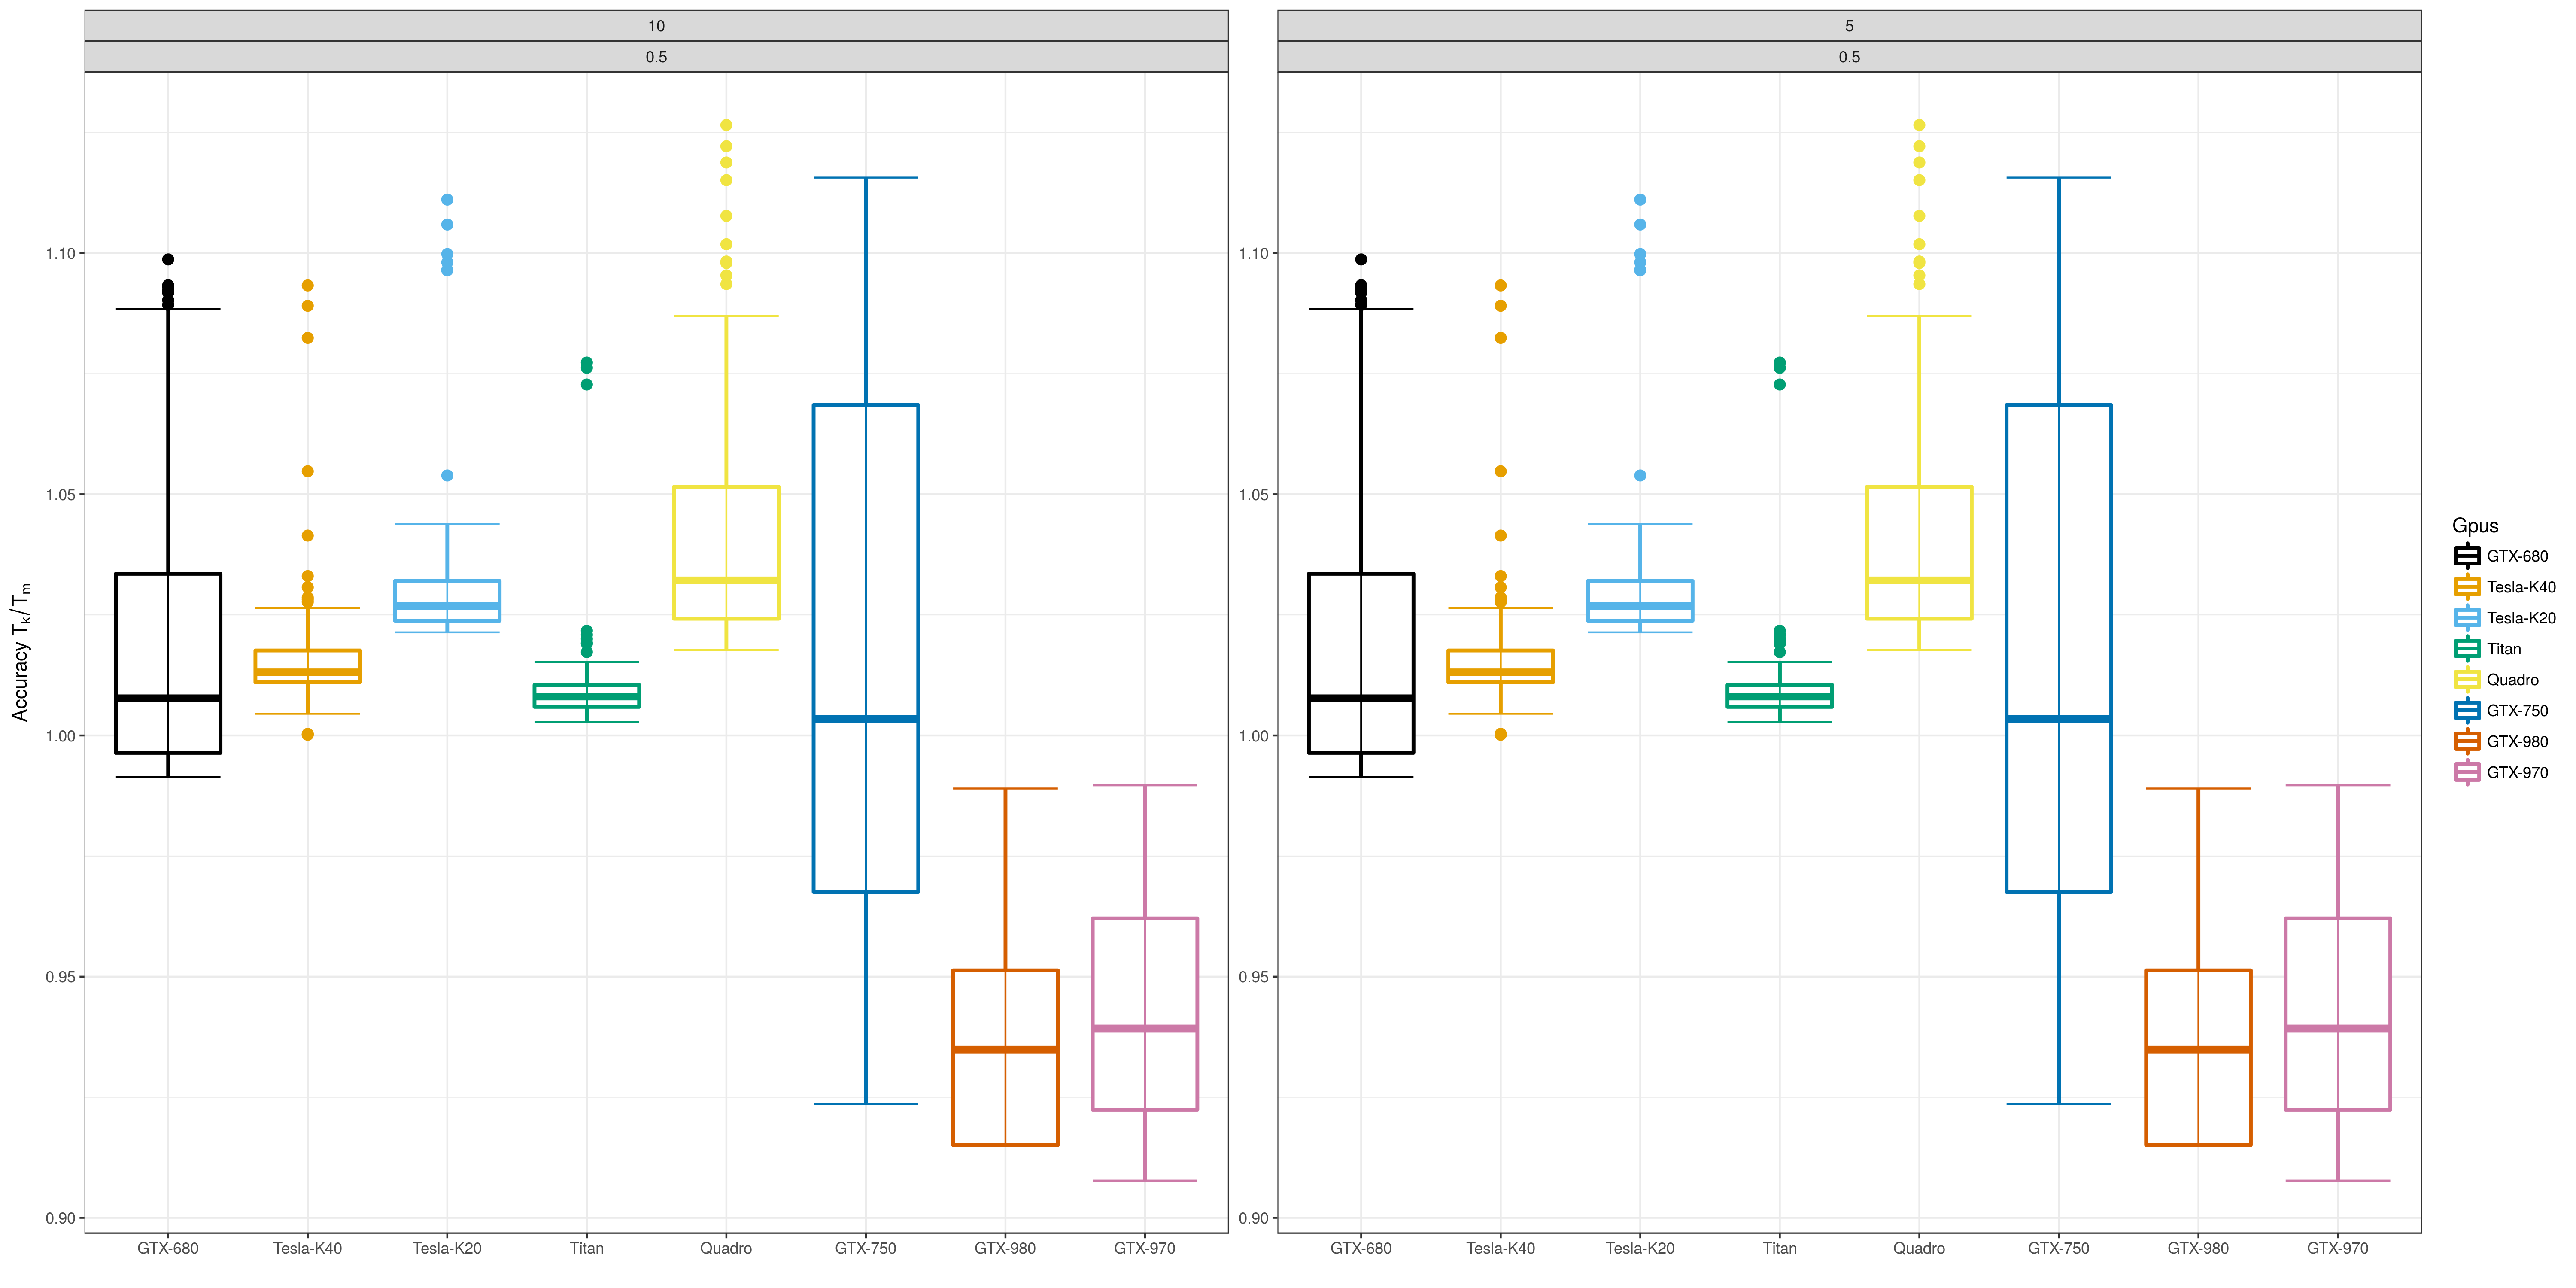 10
5
0.5
0.5
Accuracy Tₖ/Tₘ
1.10
1.05
1.00
0.95
0.90
GTX-680 Tesla-K40 Tesla-K20 Titan Quadro GTX-750 GTX-980 GTX-970
1.10
1.05
1.00
0.95
0.90
GTX-680 Tesla-K40 Tesla-K20 Titan Quadro GTX-750 GTX-980 GTX-970
Gpus
GTX-680
Tesla-K40
Tesla-K20
Titan
Quadro
GTX-750
GTX-980
GTX-970